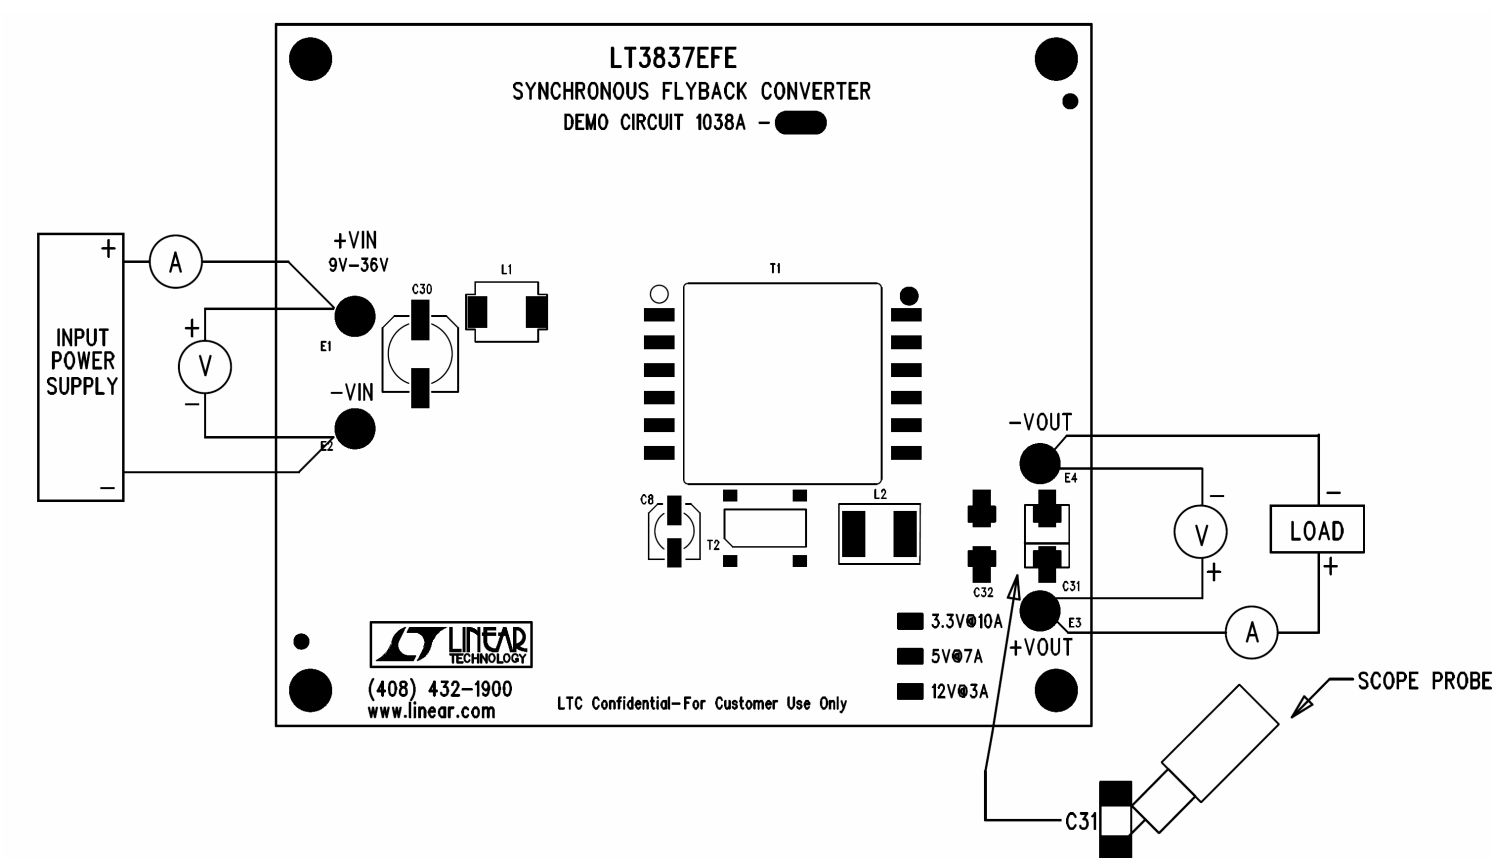 LT3837EFE
SYNCHRONOUS FLYBACK CONVERTER
DEMO CIRCUIT 1038A -
+VIN
9V-36V
+
A
C30
L1
T1
INPUT
POWER
SUPPLY
+
V
-
E1
-VIN
E2
-
-VOUT
E4
C8
T2
L2
-
V
+
-
LOAD
+
C32
C31
3.3V@10A
E3
A
+VOUT
5V@7A
12V@3A
LINEAR
TECHNOLOGY
(408) 432-1900
www.linear.com
LTC Confidential-For Customer Use Only
SCOPE PROBE
C31